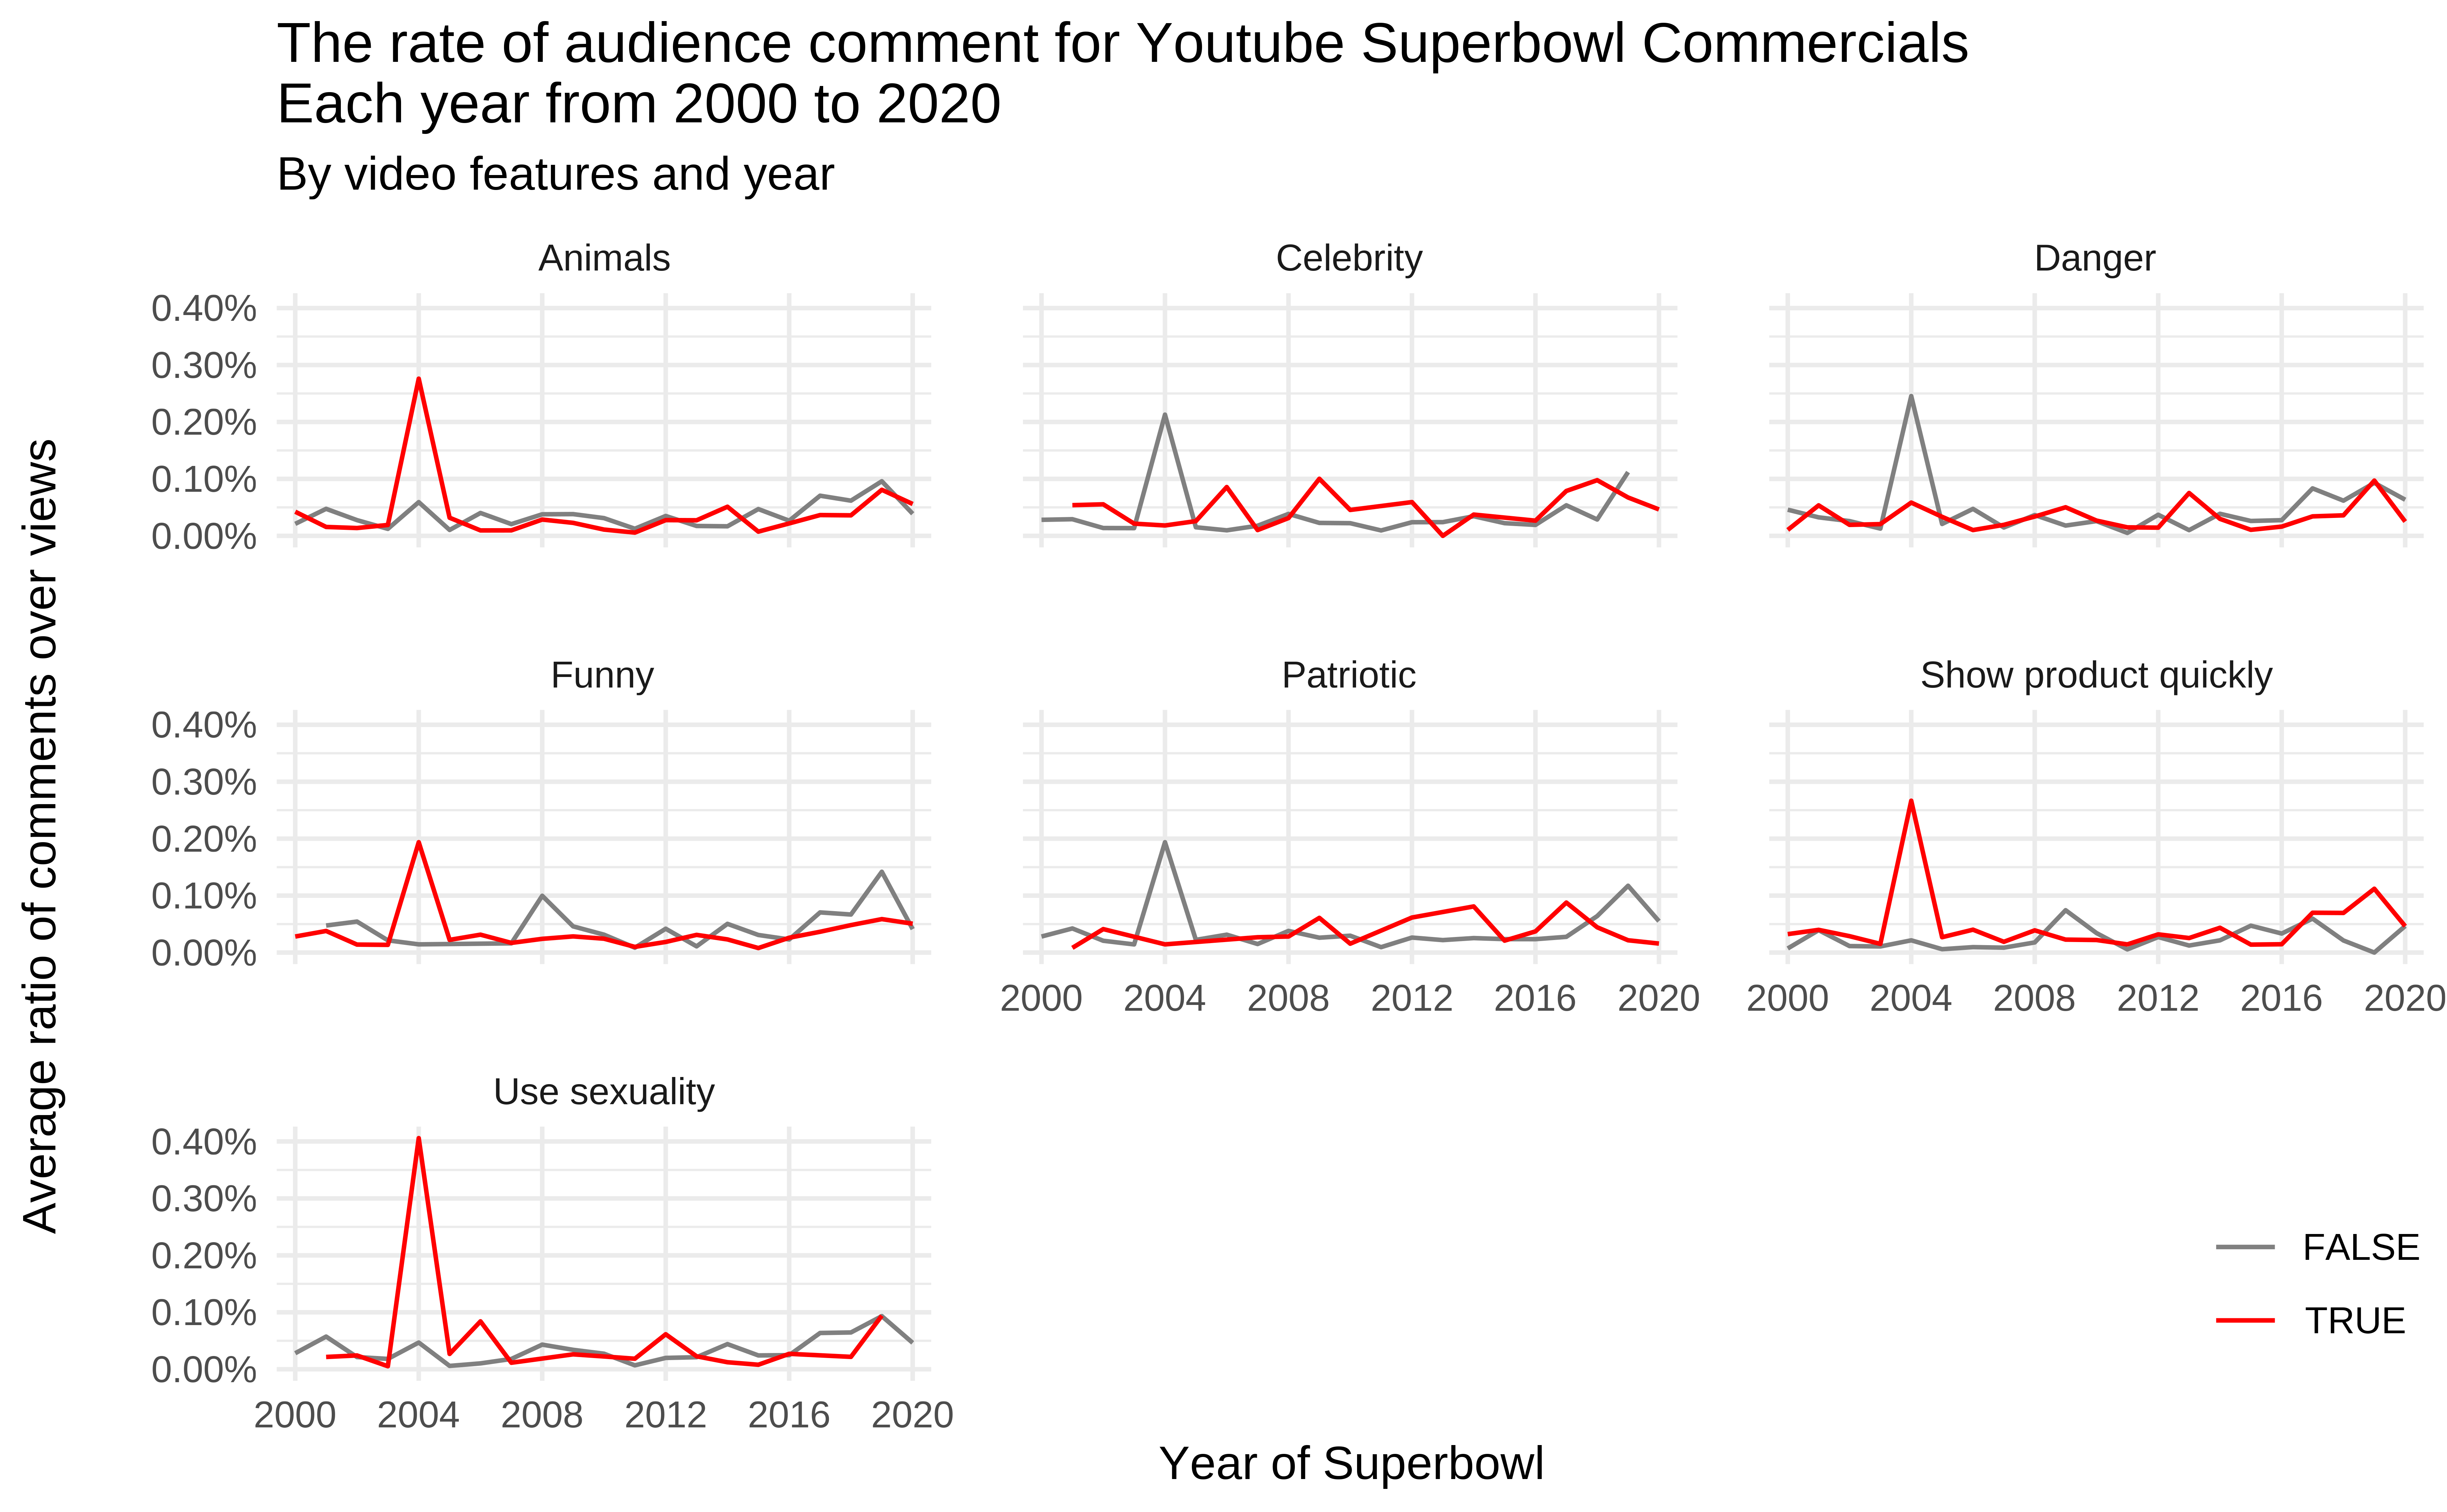 The rate of audience comment for Youtube Superbowl Commercials
Each year from 2000 to 2020
By video features and year
Average ratio of comments over views
Animals
Celebrity
Danger
0.40%
0.30%
0.20%
0.10%
0.00%
Funny
Patriotic
Show product quickly
0.40%
0.30%
0.20%
0.10%
0.00%
2000 2004 2008 2012 2016 2020
2000 2004 2008 2012 2016 2020
Use sexuality
0.40%
0.30%
0.20%
0.10%
0.00%
2000 2004 2008 2012 2016 2020
FALSE
TRUE
Year of Superbowl